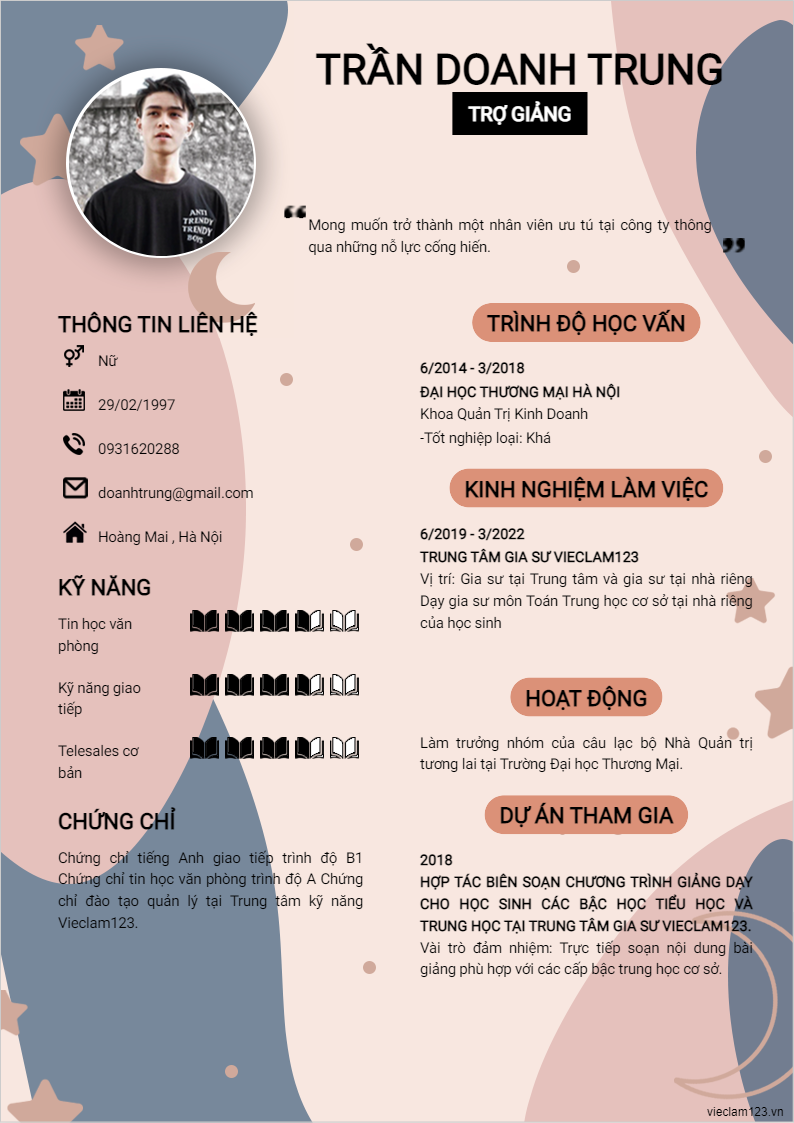 TRẦN DOANH TRUNG
TRỢ GIẢNG
ANTI
TRENDY
TRENDY
BOYS
Mong muốn trở thành một nhân viên ưu tú tại công ty thông
qua những nỗ lực cống hiến.
THÔNG TIN LIÊN HỆ
Nữ
29/02/1997
0931620288
doanhtrung@gmail.com
Hoàng Mai , Hà Nội
KỸ NĂNG
Tin học văn
phòng
Kỹ năng giao
tiếp
Telesales cơ
bản
CHỨNG CHỈ
Chứng chỉ tiếng Anh giao tiếp trình độ B1
Chứng chỉ tin học văn phòng trình độ A Chứng
chỉ đào tạo quản lý tại Trung tâm kỹ năng
Vieclam123.
TRÌNH ĐỘ HỌC VẤN
6/2014 - 3/2018
ĐẠI HỌC THƯƠNG MẠI HÀ NỘI
Khoa Quản Trị Kinh Doanh
-Tốt nghiệp loại: Khá
KINH NGHIỆM LÀM VIỆC
6/2019 - 3/2022
TRUNG TÂM GIA SƯ VIECLAM123
Vị trí: Gia sư tại Trung tâm và gia sư tại nhà riêng
Dạy gia sư môn Toán Trung học cơ sở tại nhà riêng
của học sinh
HOẠT ĐỘNG
Làm trưởng nhóm của câu lạc bộ Nhà Quản trị
tương lai tại Trường Đại học Thương Mại.
DỰ ÁN THAM GIA
2018
HỢP TÁC BIÊN SOẠN CHƯƠNG TRÌNH GIẢNG DẠY
CHO HỌC SINH CÁC BẬC HỌC TIỂU HỌC VÀ
TRUNG HỌC TẠI TRUNG TÂM GIA SƯ VIECLAM123.
Vài trò đảm nhiệm: Trực tiếp soạn nội dung bài
giảng phù hợp với các cấp bậc trung học cơ sở.
vieclam123.vn